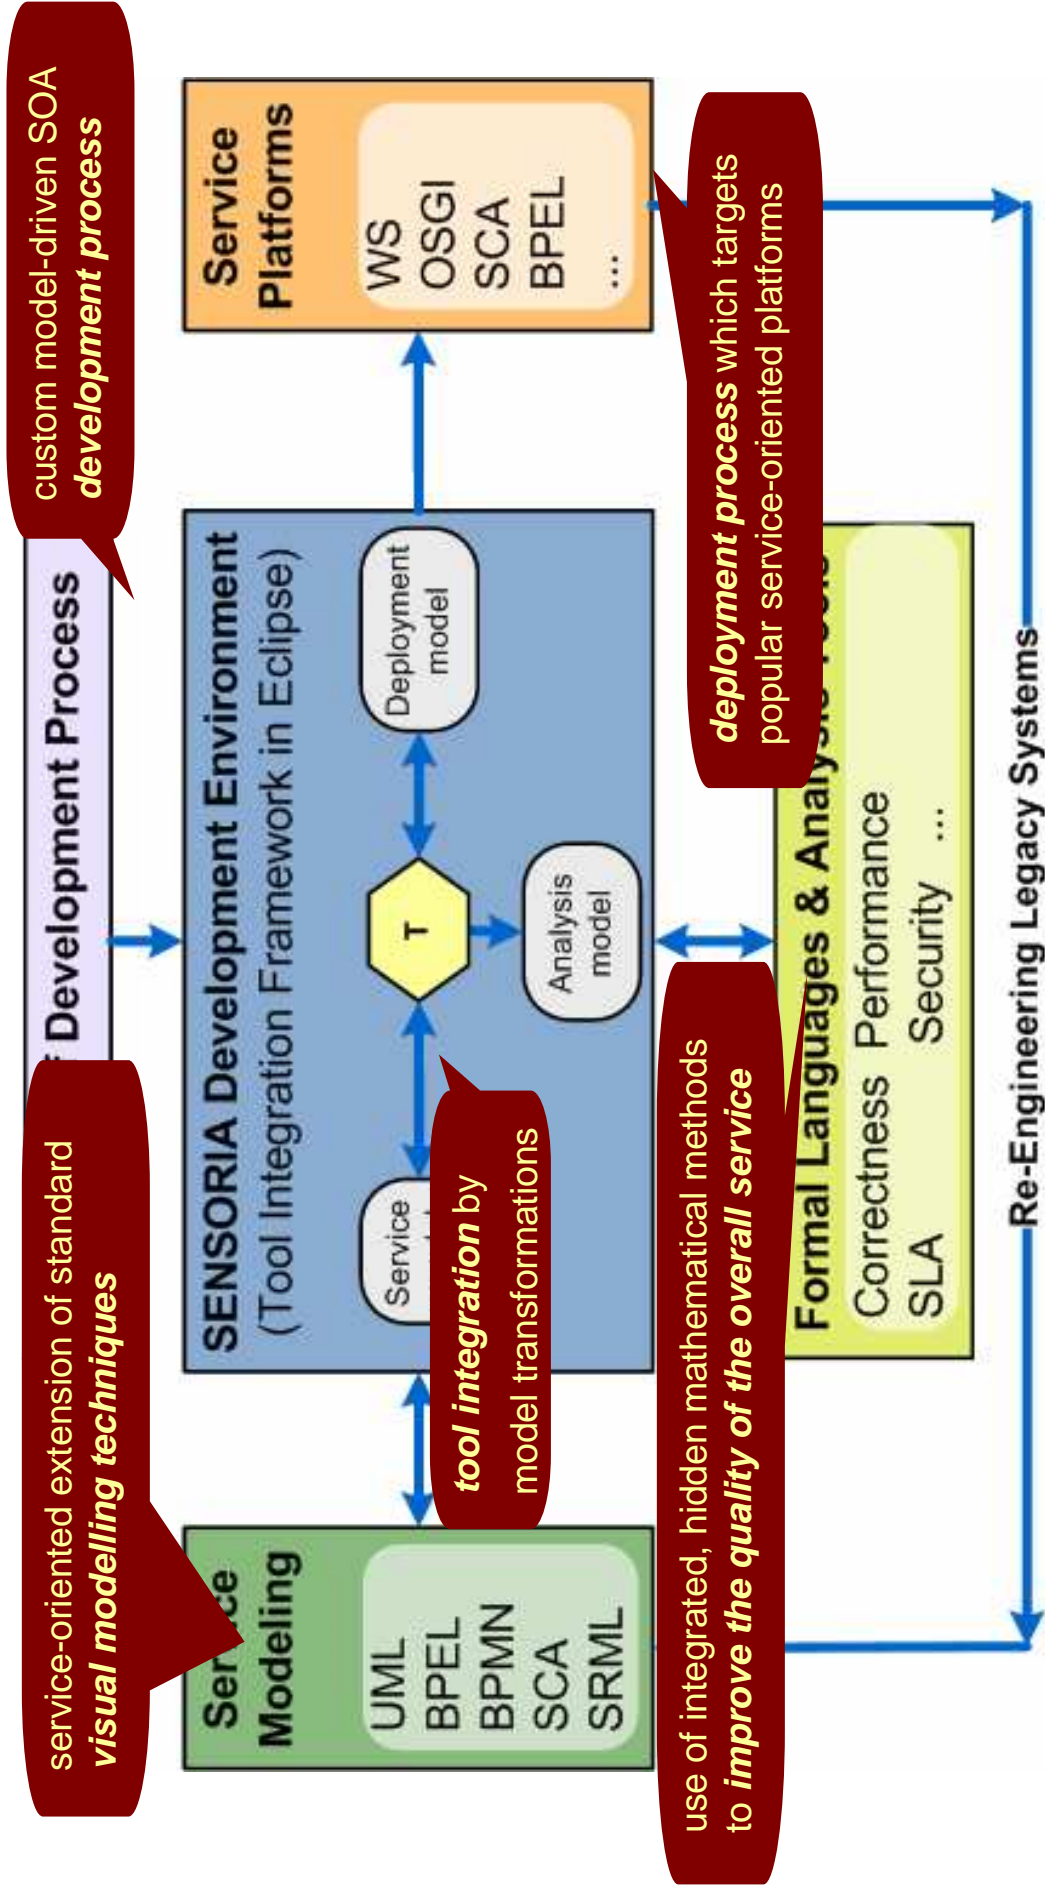 service-oriented extension of standard
visual modelling techniques
custom model-driven SOA
development process
Development Process
Service
Modeling
UML
BPEL
BPMN
SCA
SRML
SENSORIA Development Environment
(Tool Integration Framework in Eclipse)
Service
T
Deployment
model
Analysis
model
tool integration by
model transformations
Service
Platforms
WS
OSGI
SCA
BPEL
...
use of integrated, hidden mathematical methods
to improve the quality of the overall service
deployment process which targets
popular service-oriented platforms
Formal Languages & Analysis
Correctness Performance
SLA Security ...
Re-Engineering Legacy Systems